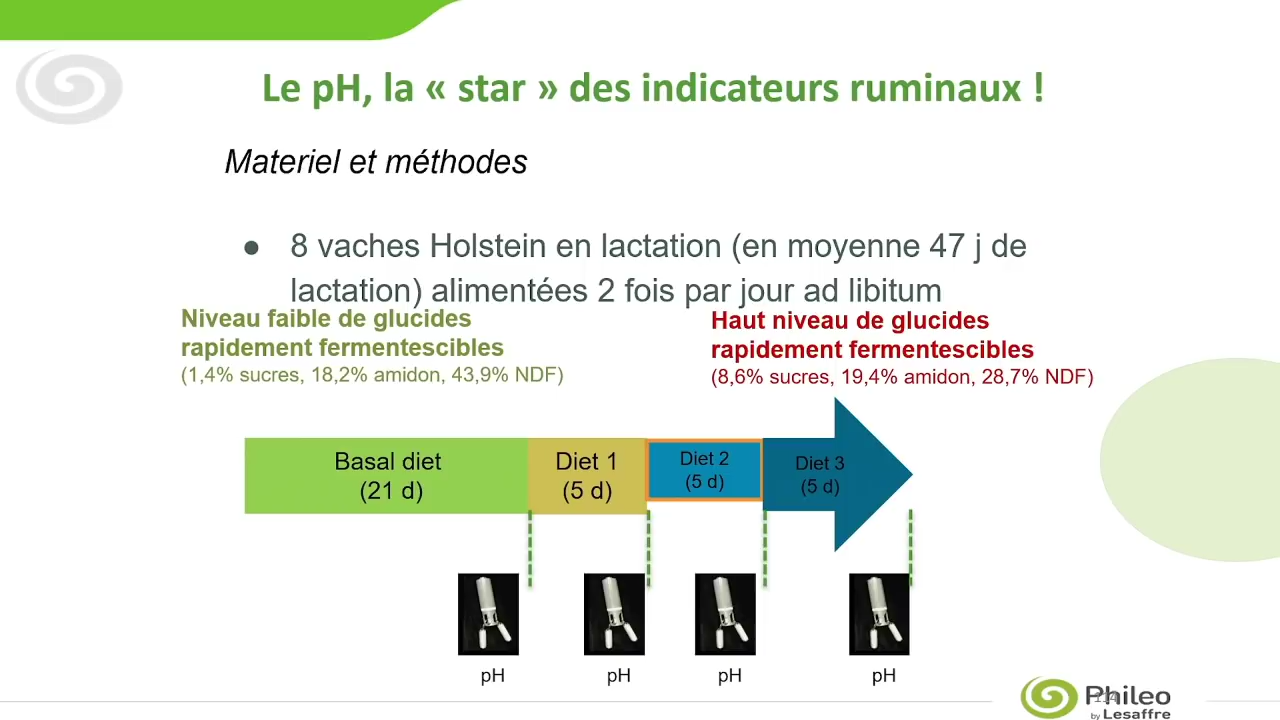 Le pH, la « star » des indicateurs ruminaux !
Materiel et méthodes
● 8 vaches Holstein en lactation (en moyenne 47 j de
lactation) alimentées 2 fois par jour ad libitum
Niveau faible de glucides
rapidement fermentescibles
(1,4% sucres, 18,2% amidon, 43,9% NDF)
Haut niveau de glucides
rapidement fermentescibles
(8,6% sucres, 19,4% amidon, 28,7% NDF)
Basal diet
(21 d)
Diet 1
(5 d)
Diet 2
(5 d)
Diet 3
(5 d)
pH
pH
pH
pH
Phileo
by Lesaffre
114